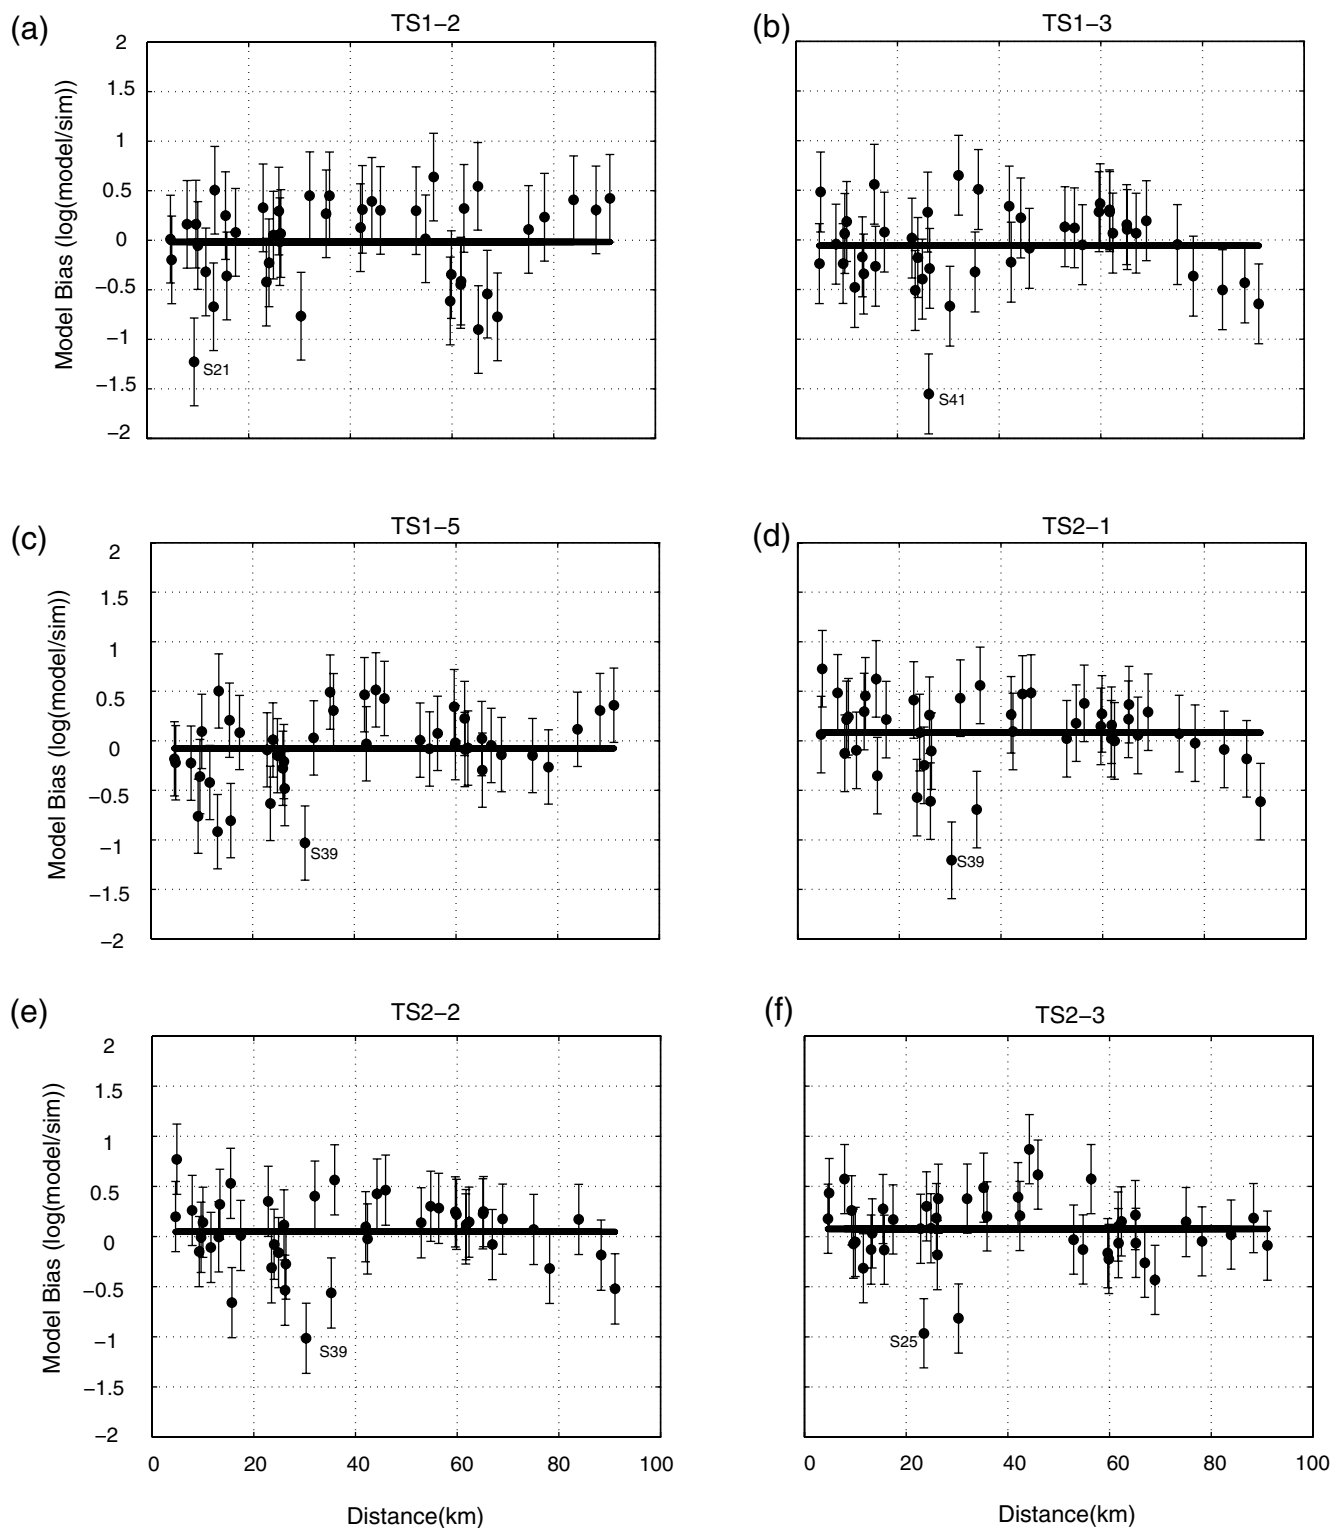 (a) TS1−2
(b) TS1−3
Model Bias (log(model/sim))
2
1.5
1
0.5
0
−0.5
−1
−1.5
−2
S21
S41
(c) TS1−5
(d) TS2−1
Model Bias (log(model/sim))
2
1.5
1
0.5
0
−0.5
−1
−1.5
−2
S39
S39
(e) TS2−2
(f) TS2−3
Model Bias (log(model/sim))
2
1.5
1
0.5
0
−0.5
−1
−1.5
−2
S39
S25
0 20 40 60 80 100
0 20 40 60 80 100
Distance(km)
Distance(km)